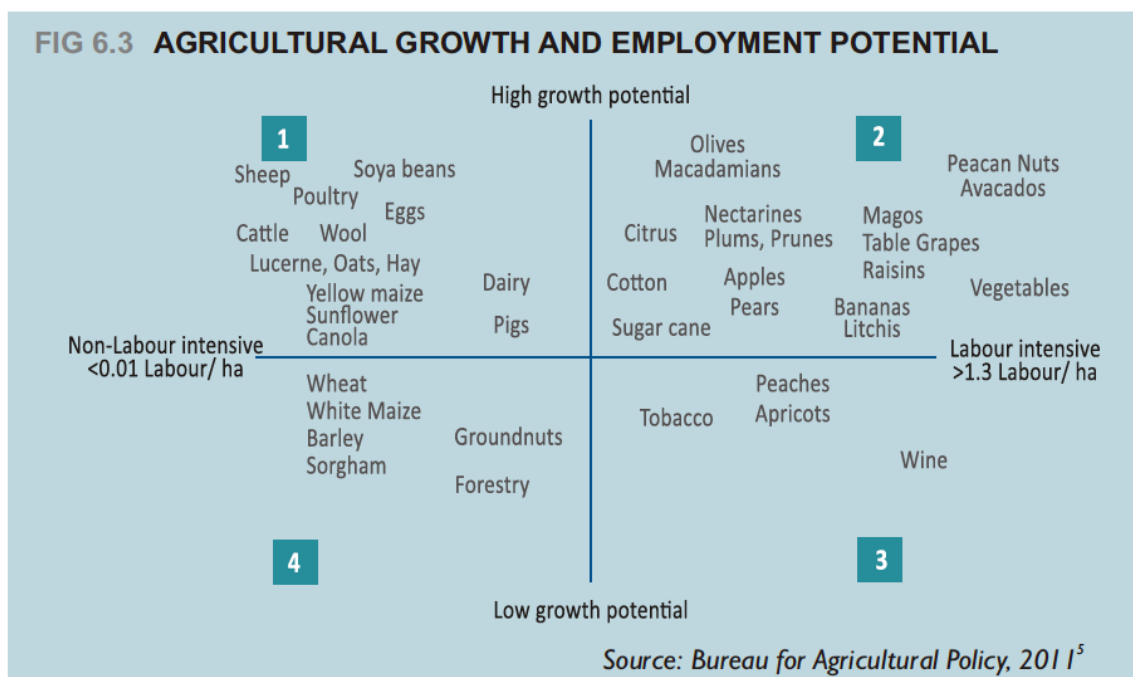 FIG 6.3 AGRICULTURAL GROWTH AND EMPLOYMENT POTENTIAL
High growth potential
1
Sheep
Soya beans
Poultry
Eggs
Cattle
Wool
Lucerne, Oats, Hay
Yellow maize
Sunflower
Canola
Dairy
Pigs
2
Olives
Macadamians
Peacan Nuts
Avacados
Citrus
Nectarines
Plums, Prunes
Magos
Table Grapes
Raisins
Cotton
Apples
Pears
Vegetables
Bananas
Litchis
Sugar cane
Non-Labour intensive
<0.01 Labour/ ha
Labour intensive
>1.3 Labour/ ha
Wheat
White Maize
Barley
Sorgham
Groundnuts
Forestry
4
Tobacco
Peaches
Apricots
Wine
3
Low growth potential
Source: Bureau for Agricultural Policy, 2011⁵